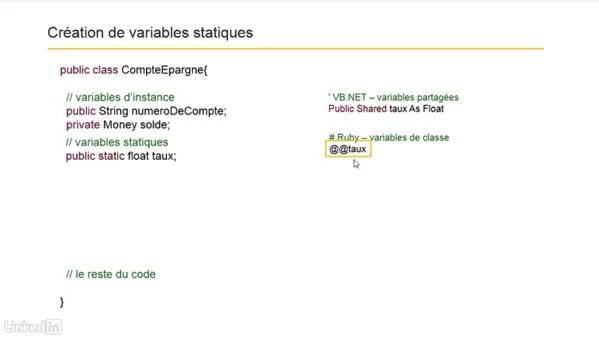 Création de variables statiques
public class CompteEpargne{
// variables d'instance
public String numeroDeCompte;
private Money solde;
// variables statiques
public static float taux;
// le reste du code
}
' VB.NET – variables partagées
Public Shared taux As Float
# Ruby – variables de classe
@@taux
LinkedIn